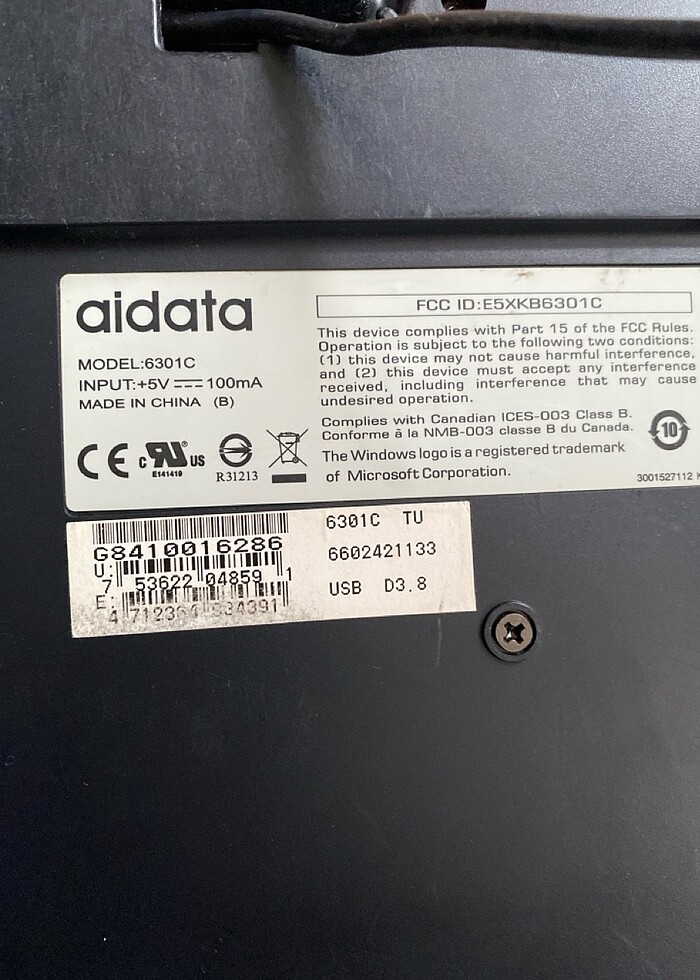 aidata
MODEL:6301C
INPUT:+5V 100mA
MADE IN CHINA (B)
CE c UL US
E141419
R31213
FCC ID:E5XKB6301C
This device complies with Part 15 of the FCC Rules.
Operation is subject to the following two conditions:
(1) this device may not cause harmful interference,
and (2) this device must accept any interference
received, including interference that may cause
undesired operation.
Complies with Canadian ICES-003 Class B.
Conforme à la NMB-003 classe B du Canada.
The Windows logo is a registered trademark
of Microsoft Corporation.
10
3001527112
G8410016286
U:
7 53622 04859 1
E:
6301C TU
6602421133
USB D3.8